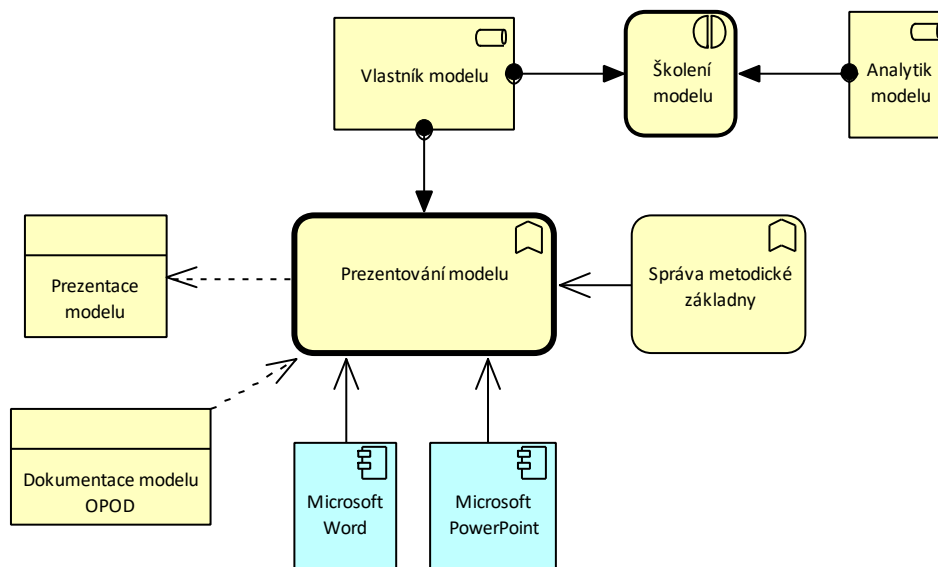 Vlastník modelu
Školení
modelu
Analytik
modelu
Prezentace
modelu
Prezentování modelu
Správa metodické
základny
Dokumentace modelu
OPOD
Microsoft
Word
Microsoft
PowerPoint